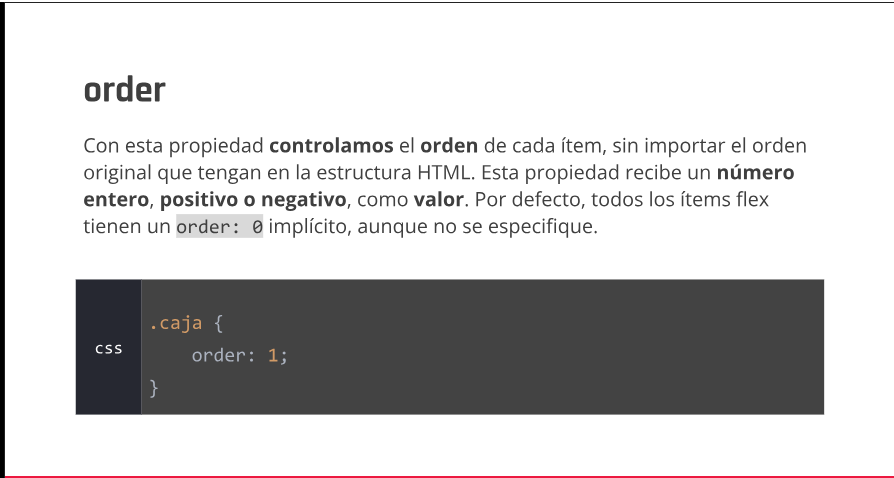 order
Con esta propiedad controlamos el orden de cada ítem, sin importar el orden
original que tengan en la estructura HTML. Esta propiedad recibe un número
entero, positivo o negativo, como valor. Por defecto, todos los ítems flex
tienen un order: 0 implícito, aunque no se especifique.
css
.caja {
    order: 1;
}